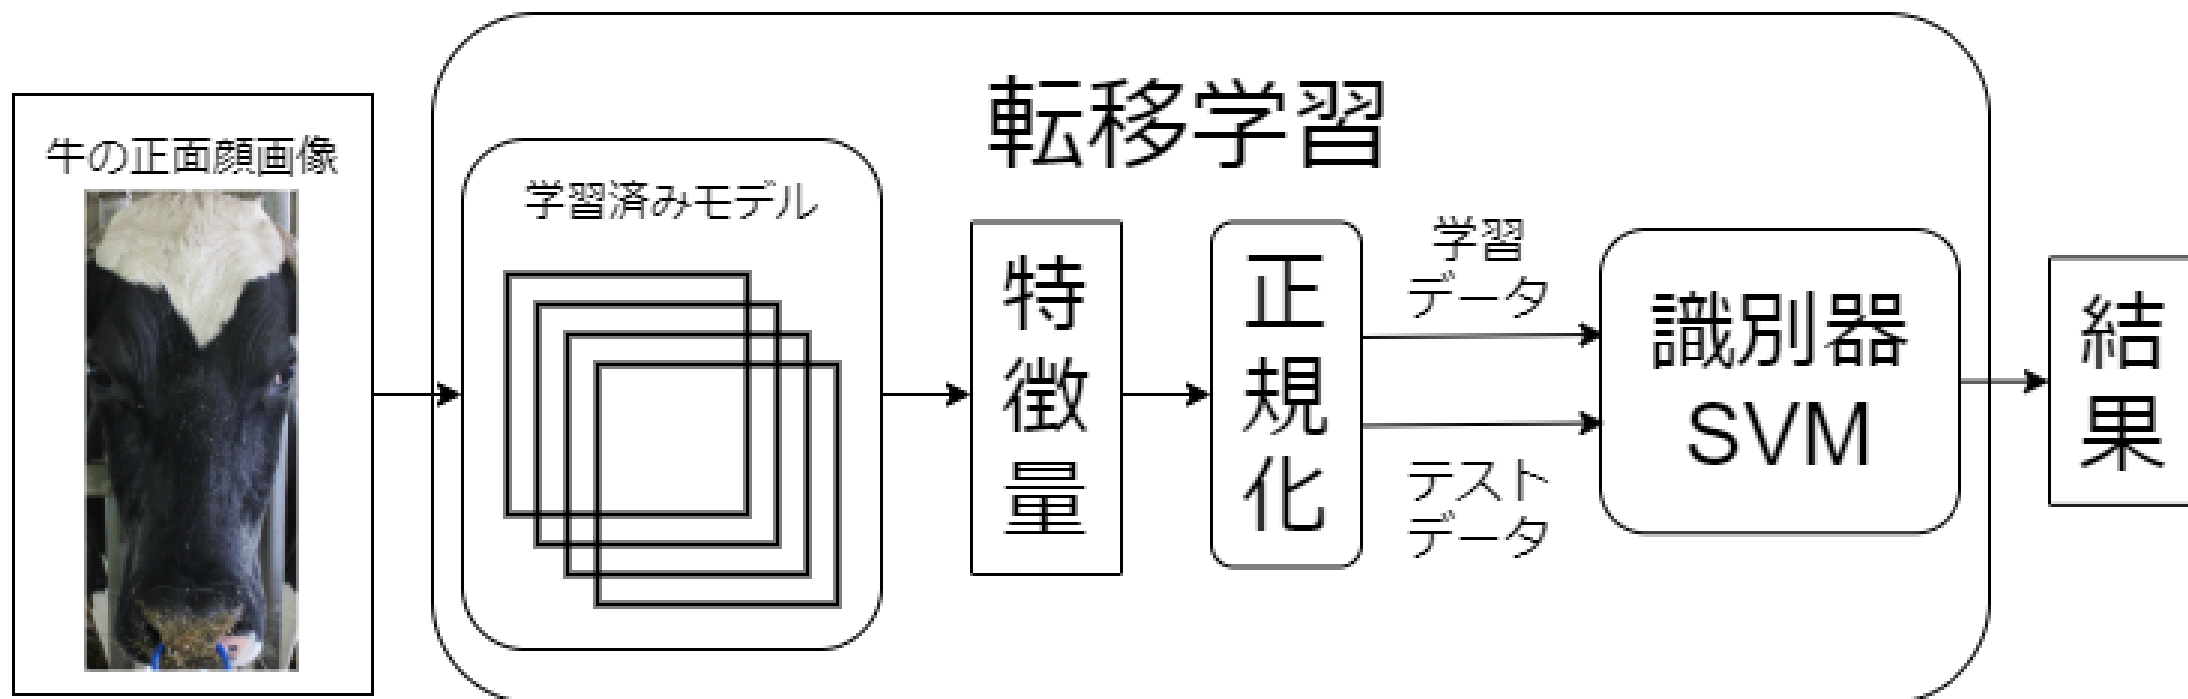 転移学習
牛の正面顔画像
学習済みモデル
特徴量
正規化
学習
データ
テスト
データ
識別器
SVM
結果